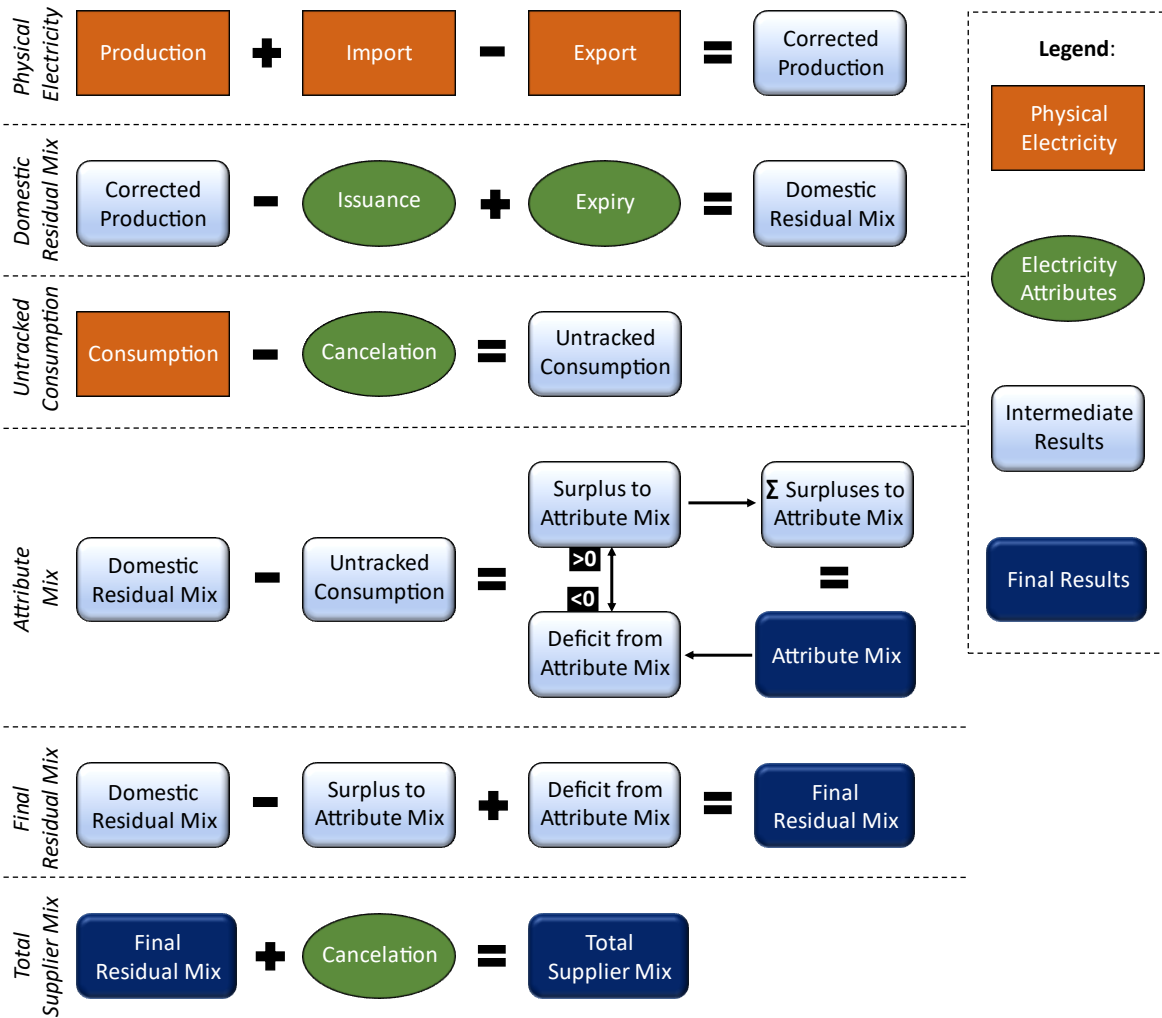 Physical
Electricity
Production
+
Import
-
Export
=
Corrected
Production
Domestic
Residual Mix
Corrected
Production
-
Issuance
+
Expiry
=
Domestic
Residual Mix
Untracked
Consumption
Consumption
-
Cancelation
=
Untracked
Consumption
Attribute
Mix
Domestic
Residual Mix
-
Untracked
Consumption
=
Surplus to
Attribute Mix
>0
<0
Deficit from
Attribute Mix
Σ Surpluses to
Attribute Mix
=
Attribute Mix
Final
Residual Mix
Domestic
Residual Mix
-
Surplus to
Attribute Mix
+
Deficit from
Attribute Mix
=
Final
Residual Mix
Total
Supplier Mix
Final
Residual Mix
+
Cancelation
=
Total
Supplier Mix
Legend:
Physical
Electricity
Electricity
Attributes
Intermediate
Results
Final Results